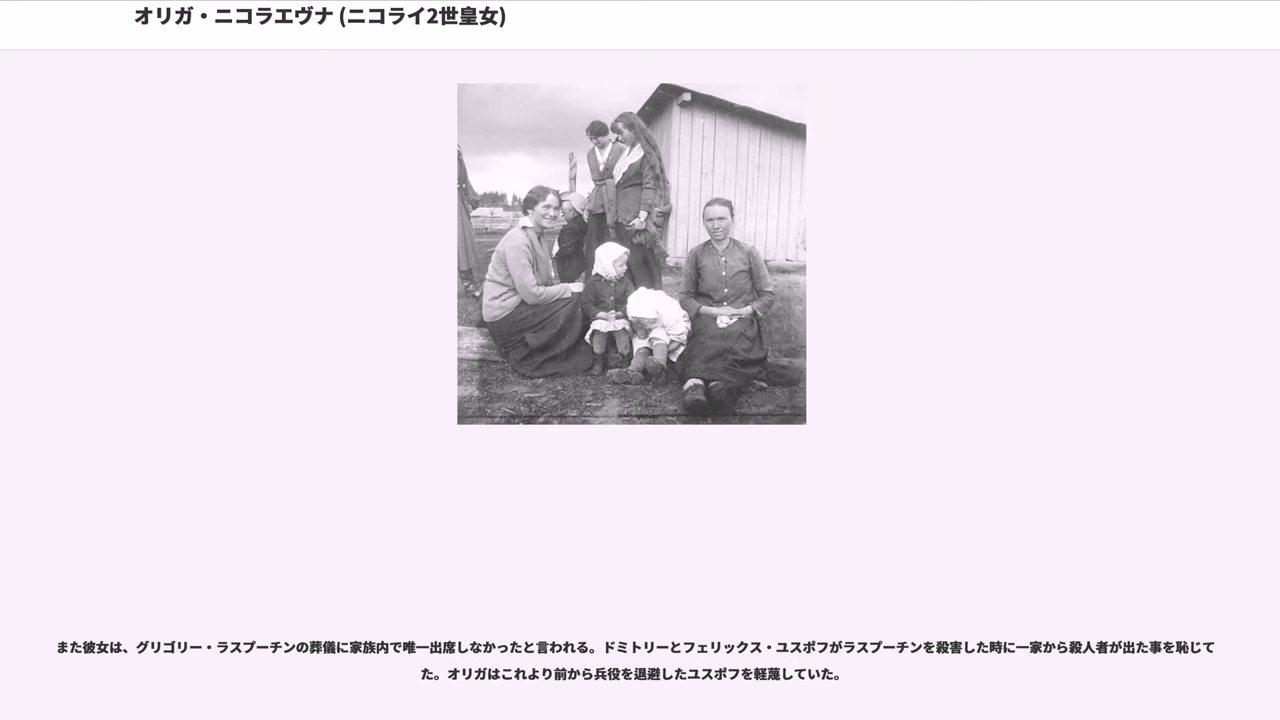 オリガ・ニコラエヴナ (ニコライ2世皇女)
また彼女は、グリゴリー・ラスプーチンの葬儀に家族内で唯一出席しなかったと言われる。ドミトリーとフェリックス・ユスポフがラスプーチンを殺害した時に一家から殺人者が出た事を恥じて
た。オリガはこれより前から兵役を退避したユスポフを軽蔑していた。